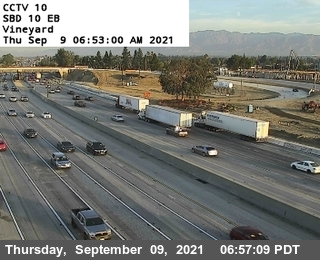 CCTV 10
SBD 10 EB
Vineyard
Thu Sep 9 06:53:00 AM 2021
Thursday, September 09, 2021 06:57:09 PDT